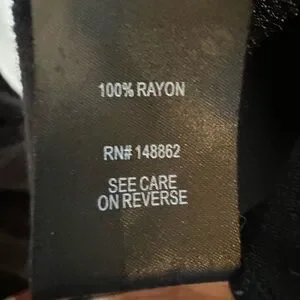 100% RAYON
RN# 148862
SEE CARE
ON REVERSE